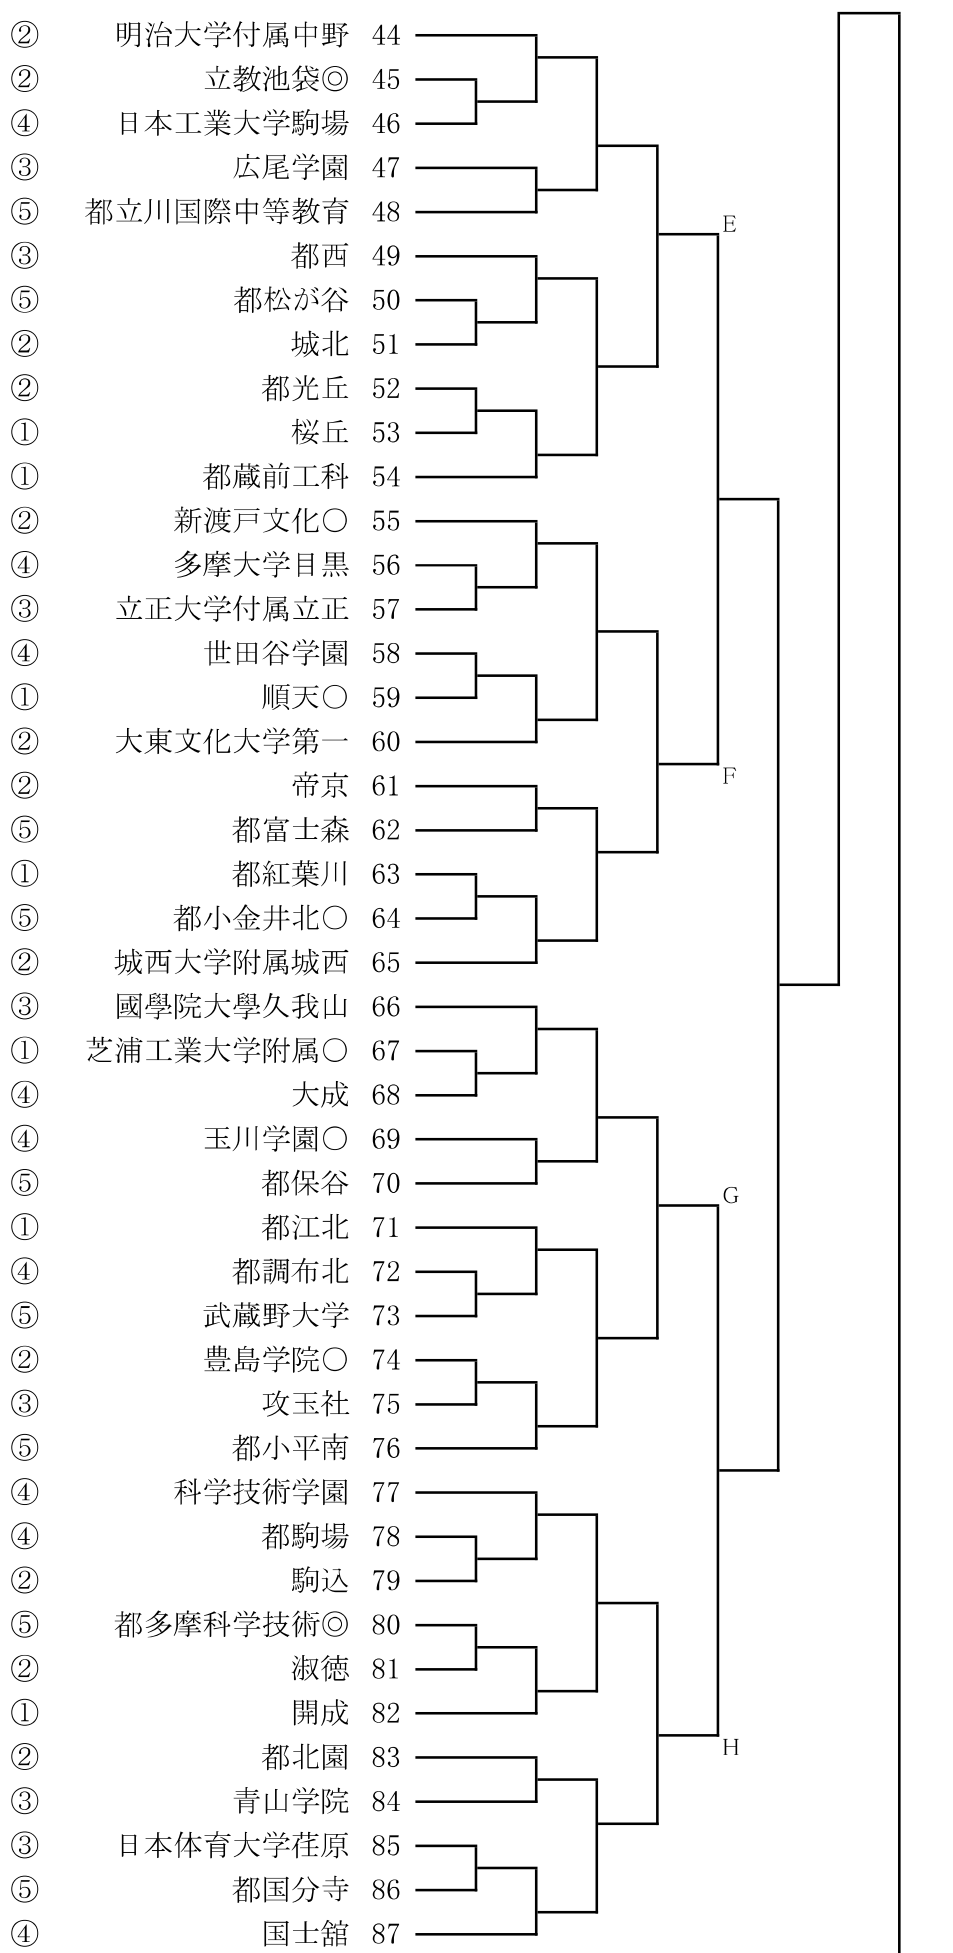 ② 明治大学付属中野 44
② 立教池袋◎ 45
④ 日本工業大学駒場 46
③ 広尾学園 47
⑤ 都立川国際中等教育 48
E
③ 都西 49
⑤ 都松が谷 50
② 城北 51
② 都光丘 52
① 桜丘 53
① 都蔵前工科 54
② 新渡戸文化〇 55
④ 多摩大学目黒 56
③ 立正大学付属立正 57
④ 世田谷学園 58
① 順天〇 59
② 大東文化大学第一 60
F
② 帝京 61
⑤ 都富士森 62
① 都紅葉川 63
⑤ 都小金井北〇 64
② 城西大学附属城西 65
③ 國學院大學久我山 66
① 芝浦工業大学附属〇 67
④ 大成 68
④ 玉川学園〇 69
⑤ 都保谷 70
G
① 都江北 71
④ 都調布北 72
⑤ 武蔵野大学 73
② 豊島学院〇 74
③ 攻玉社 75
⑤ 都小平南 76
④ 科学技術学園 77
④ 都駒場 78
② 駒込 79
⑤ 都多摩科学技術◎ 80
② 淑徳 81
① 開成 82
H
② 都北園 83
③ 青山学院 84
③ 日本体育大学荏原 85
⑤ 都国分寺 86
④ 国士舘 87